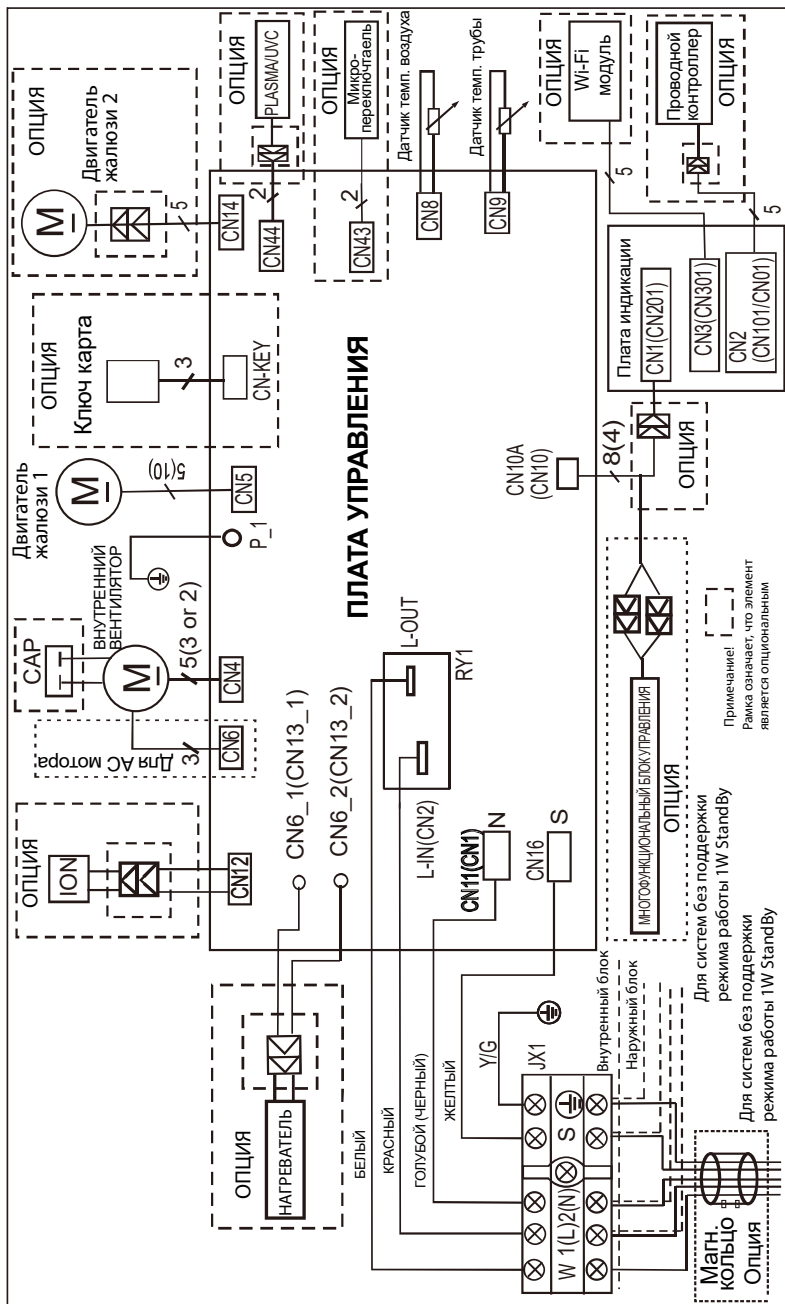 ОПЦИЯ
Двигатель
жалюзи 2
M
5
CN14
ОПЦИЯ
PLASMA/UVC
2
CN44
ОПЦИЯ
Микро-
переключтаель
2
CN43
Датчик темп. воздуха
CN8
Датчик темп. трубы
CN9
ОПЦИЯ
Wi-Fi
модуль
5
Проводной
контроллер
ОПЦИЯ
5
ОПЦИЯ
Ключ карта
3
CN-KEY
Двигатель
жалюзи 1
M
5(10)
CN5
P_1
CAP
ВНУТРЕННИЙ
ВЕНТИЛЯТОР
M
5(3 or 2)
CN4
Для AC мотора
3
CN6
ОПЦИЯ
ION
CN12
ПЛАТА УПРАВЛЕНИЯ
CN6_1(CN13_1)
CN6_2(CN13_2)
L-OUT
RY1
L-IN(CN2)
CN11(CN1)
N
CN16
S
CN10A
(CN10)
8(4)
ОПЦИЯ
Плата индикации
CN1(CN201)
CN3(CN301)
CN2
(CN101/CN01)
ОПЦИЯ
НАГРЕВАТЕЛЬ
БЕЛЫЙ
КРАСНЫЙ
ГОЛУБОЙ (ЧЕРНЫЙ)
ЖЕЛТЫЙ
Y/G
JX1
W 1(L) 2(N) S
Внутренный блок
Наружный блок
МНОГОФУНКЦИОНАЛЬНЫЙ БЛОК УПРАВЛЕНИЯ
ОПЦИЯ
Примечание!
Рамка означает, что элемент
является опциональным
Для систем без поддержки
режима работы 1W StandBy
Для систем без поддержки
режима работы 1W StandBy
Магн.
кольцо
Опция